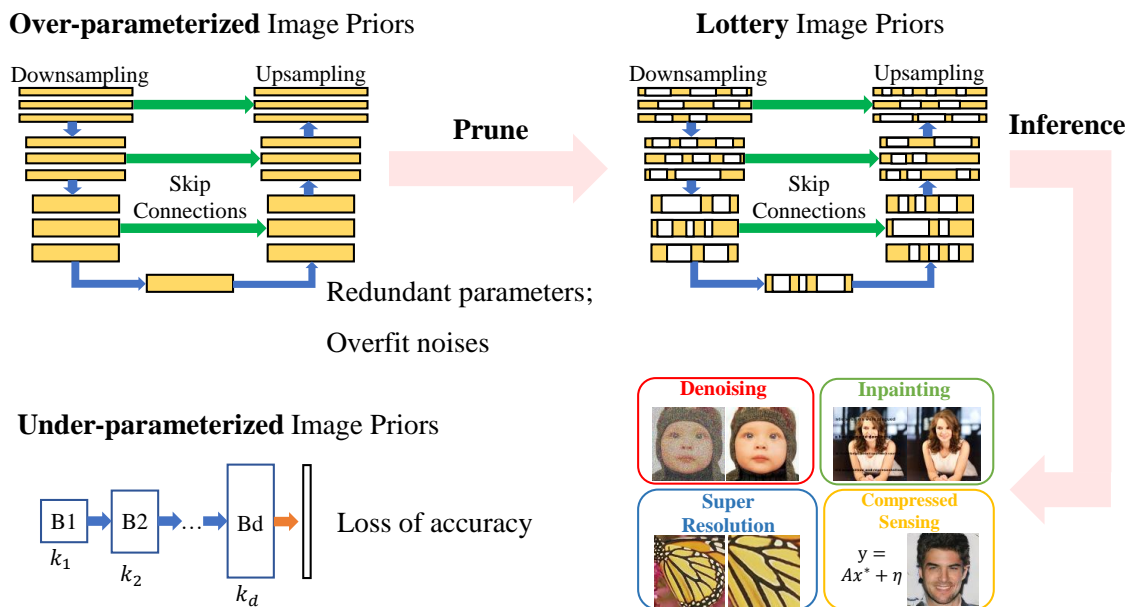 Over-parameterized Image Priors
Downsampling
Upsampling
Skip
Connections
Redundant parameters;
Overfit noises
Prune
Lottery Image Priors
Downsampling
Upsampling
Skip
Connections
Inference
Under-parameterized Image Priors
B1
B2
…
Bd
k₁
k₂
k_d
Loss of accuracy
Denoising
Inpainting
Super
Resolution
Compressed
Sensing
y =
Ax* + η